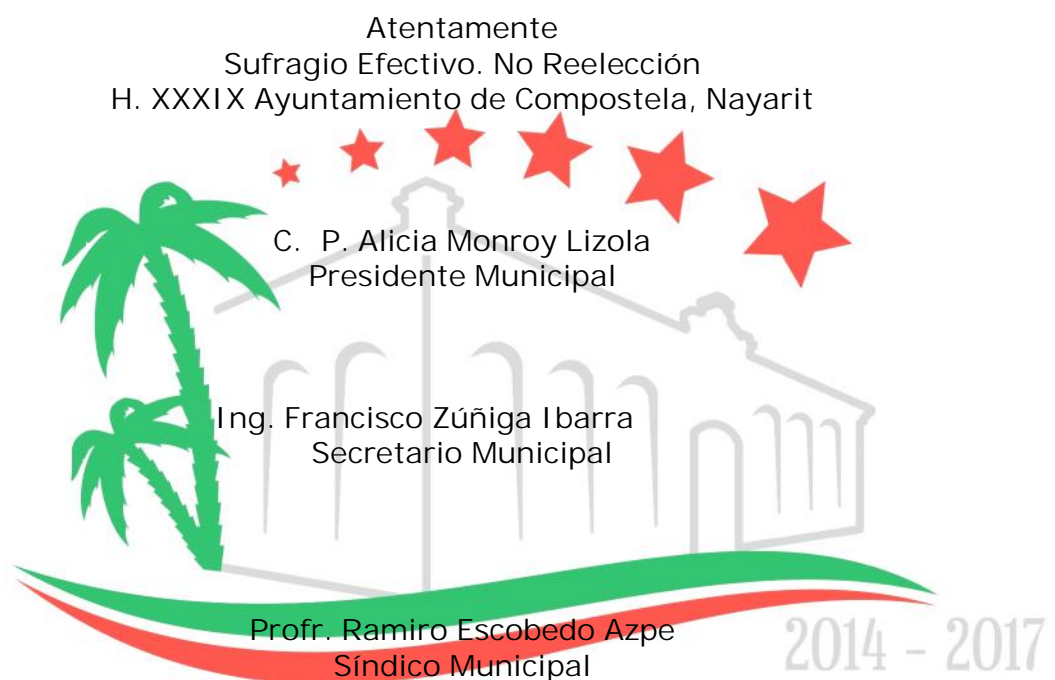 Atentamente
Sufragio Efectivo. No Reelección
H. XXXIX Ayuntamiento de Compostela, Nayarit
C. P. Alicia Monroy Lizola
Presidente Municipal
Ing. Francisco Zúñiga Ibarra
Secretario Municipal
Profr. Ramiro Escobedo Azpe
Síndico Municipal
2014 - 2017